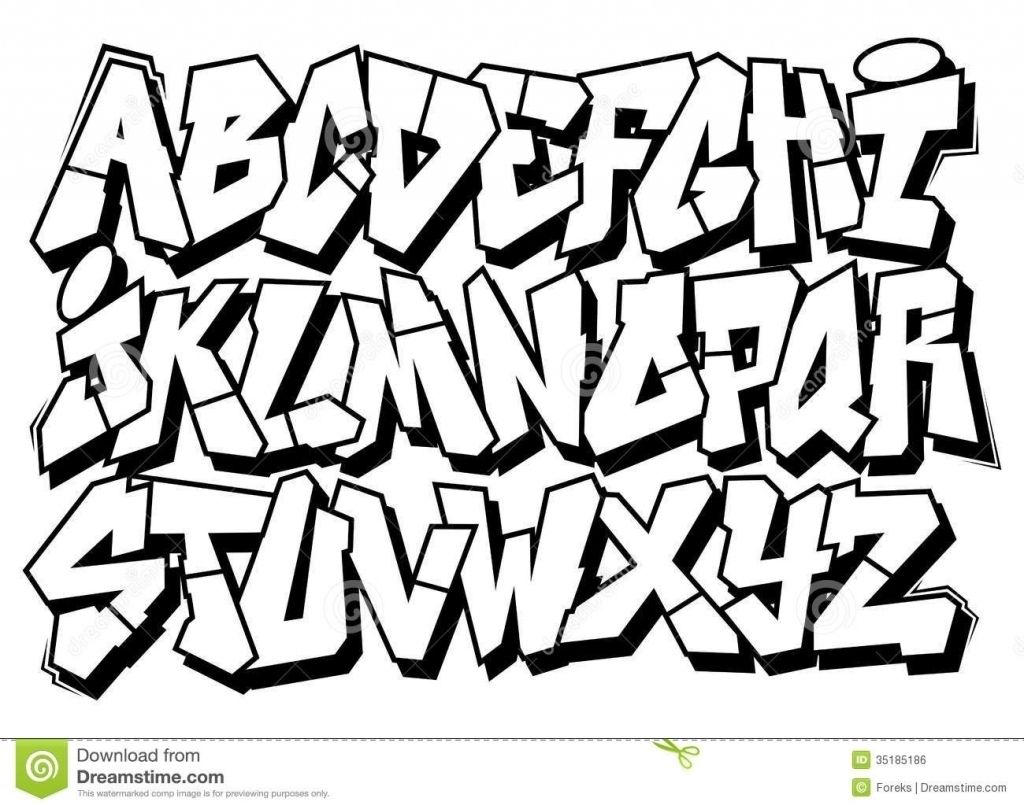 ABCDEFGHI
JKLMNOPQR
STUVWXYZ
Download from
Dreamstime.com
This watermarked comp image is for previewing purposes only.
ID 35185186
© Foreks | Dreamstime.com